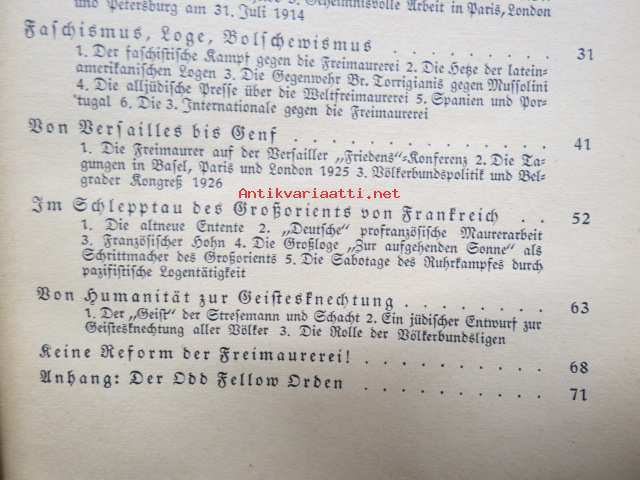 und Petersburg am 31. Juli 1914 Geheimnisvolle Arbeit in Paris, London
Faschismus, Loge, Bolschewismus . . . . . . . . . 31
1. Der faschistische Kampf gegen die Freimaurerei 2. Die Hetze der latein-
amerikanischen Logen 3. Die Gegenwehr Br. Torrigianis gegen Mussolini
4. Die alljüdische Presse über die Weltfreimaurerei 5. Spanien und Por-
tugal 6. Die 3. Internationale gegen die Freimaurerei
Von Versailles bis Genf . . . . . . . . . . . . . 41
1. Die Freimaurer auf der Versailler „Friedens“-Konferenz 2. Die Ta-
gungen in Basel, Paris und London 1925 3. Völkerbundspolitik und Bel-
grader Kongreß 1926
Antikvariaatti.net
Im Schlepptau des Großorients von Frankreich . . 52
1. Die altneue Entente 2. „Deutsche“ profranzösische Maurerarbeit
3. Französischer Hohn 4. Die Großloge „Zur aufgehenden Sonne“ als
Schrittmacher des Großorients 5. Die Sabotage des Ruhrkampfes durch
pazifistische Logentätigkeit
Von Humanität zur Geistesknechtung . . . . . . . . 63
1. Der „Geist“ der Stresemann und Schacht 2. Ein jüdischer Entwurf zur
Geistesknechtung aller Völker 3. Die Rolle der Völkerbundsligen
Keine Reform der Freimaurerei! . . . . . . . . . . 68
Anhang: Der Odd Fellow Orden . . . . . . . . . . 71